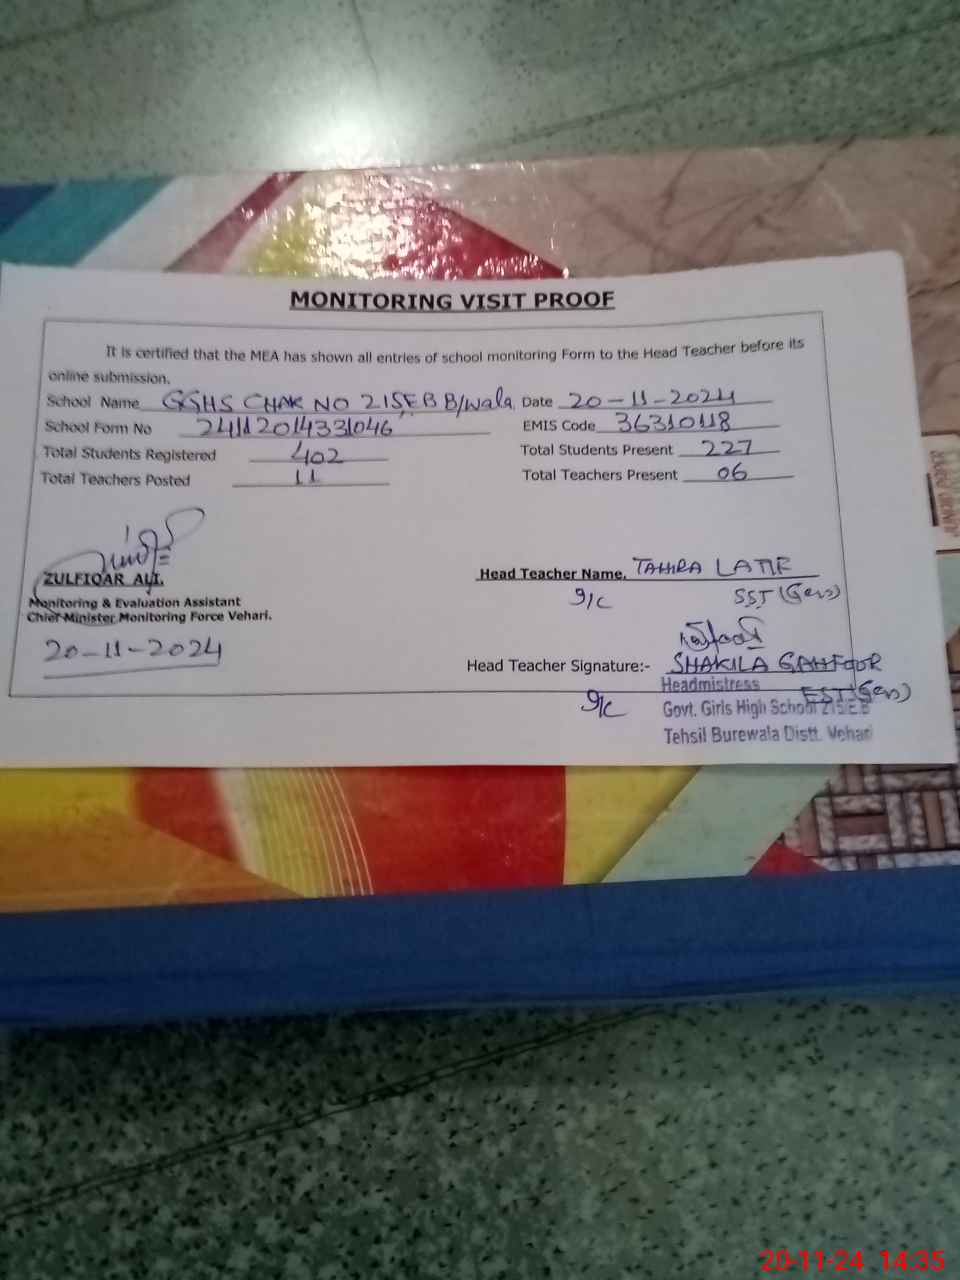 MONITORING VISIT PROOF
It is certified that the MEA has shown all entries of school monitoring Form to the Head Teacher before its
online submission.
School Name GGHS CHAK NO 215EB B/wala Date 20-11-2024
School Form No 24112014331046 EMIS Code 36310118
Total Students Registered 402 Total Students Present 227
Total Teachers Posted 11 Total Teachers Present 06
ZULFIQAR ALI.
Monitoring & Evaluation Assistant
Chief Minister Monitoring Force Vehari.
20-11-2024
Head Teacher Name. TAHIRA LATIF
I/C SST (Gen)
Head Teacher Signature:- SHAKILA GAHFOOR
I/C EST (Gen)
Headmistress
Govt. Girls High School 215/E.B
Tehsil Burewala Distt. Vehari
20-11-24 14:35